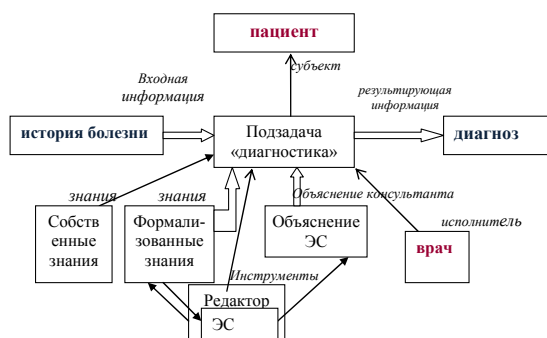 пациент
субъект
Входная
информация
результирующая
информация
история болезни
Подзадача
«диагностика»
диагноз
знания
знания
Объяснение консультанта
Собств
енные
знания
Формали-
зованные
знания
Объяснение
ЭС
исполнитель
врач
Инструменты
Редактор
ЭС